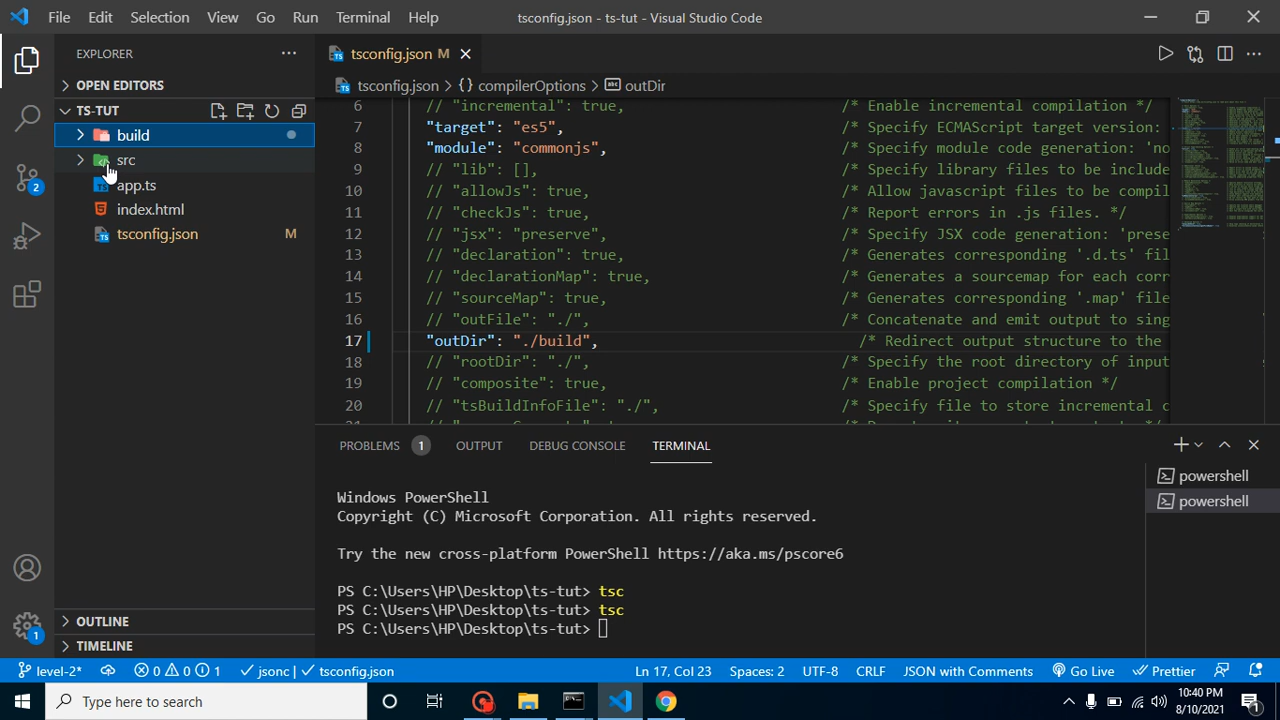 File Edit Selection View Go Run Terminal Help tsconfig.json - ts-tut - Visual Studio Code
EXPLORER
OPEN EDITORS
TS-TUT
build
src
app.ts
index.html
tsconfig.json M
OUTLINE
TIMELINE
2
1
tsconfig.json M
tsconfig.json > {} compilerOptions > outDir
6 // "incremental": true, /* Enable incremental compilation */
7 "target": "es5", /* Specify ECMAScript target version:
8 "module": "commonjs", /* Specify module code generation: 'no
9 // "lib": [], /* Specify library files to be include
10 // "allowJs": true, /* Allow javascript files to be compil
11 // "checkJs": true, /* Report errors in .js files. */
12 // "jsx": "preserve", /* Specify JSX code generation: 'prese
13 // "declaration": true, /* Generates corresponding '.d.ts' fil
14 // "declarationMap": true, /* Generates a sourcemap for each corr
15 // "sourceMap": true, /* Generates corresponding '.map' file
16 // "outFile": "./", /* Concatenate and emit output to sing
17 "outDir": "./build", /* Redirect output structure to the
18 // "rootDir": "./", /* Specify the root directory of input
19 // "composite": true, /* Enable project compilation */
20 // "tsBuildInfoFile": "./", /* Specify file to store incremental c
PROBLEMS 1 OUTPUT DEBUG CONSOLE TERMINAL
Windows PowerShell
Copyright (C) Microsoft Corporation. All rights reserved.
Try the new cross-platform PowerShell https://aka.ms/pscore6
PS C:\Users\HP\Desktop\ts-tut> tsc
PS C:\Users\HP\Desktop\ts-tut> tsc
PS C:\Users\HP\Desktop\ts-tut>
powershell
powershell
level-2* 0 0 1 jsonc | tsconfig.json Ln 17, Col 23 Spaces: 2 UTF-8 CRLF JSON with Comments Go Live Prettier
Type here to search
10:40 PM
8/10/2021
1